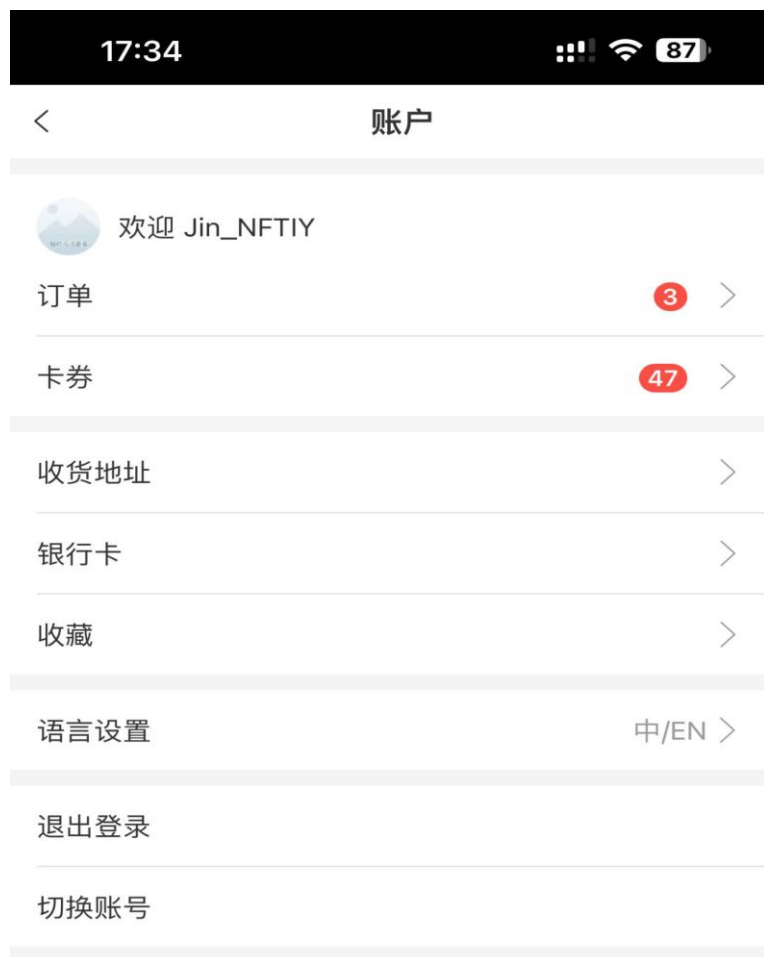 17:34
87
账户
欢迎 Jin_NFTIY
订单 3
卡券 47
收货地址
银行卡
收藏
语言设置 中/EN
退出登录
切换账号